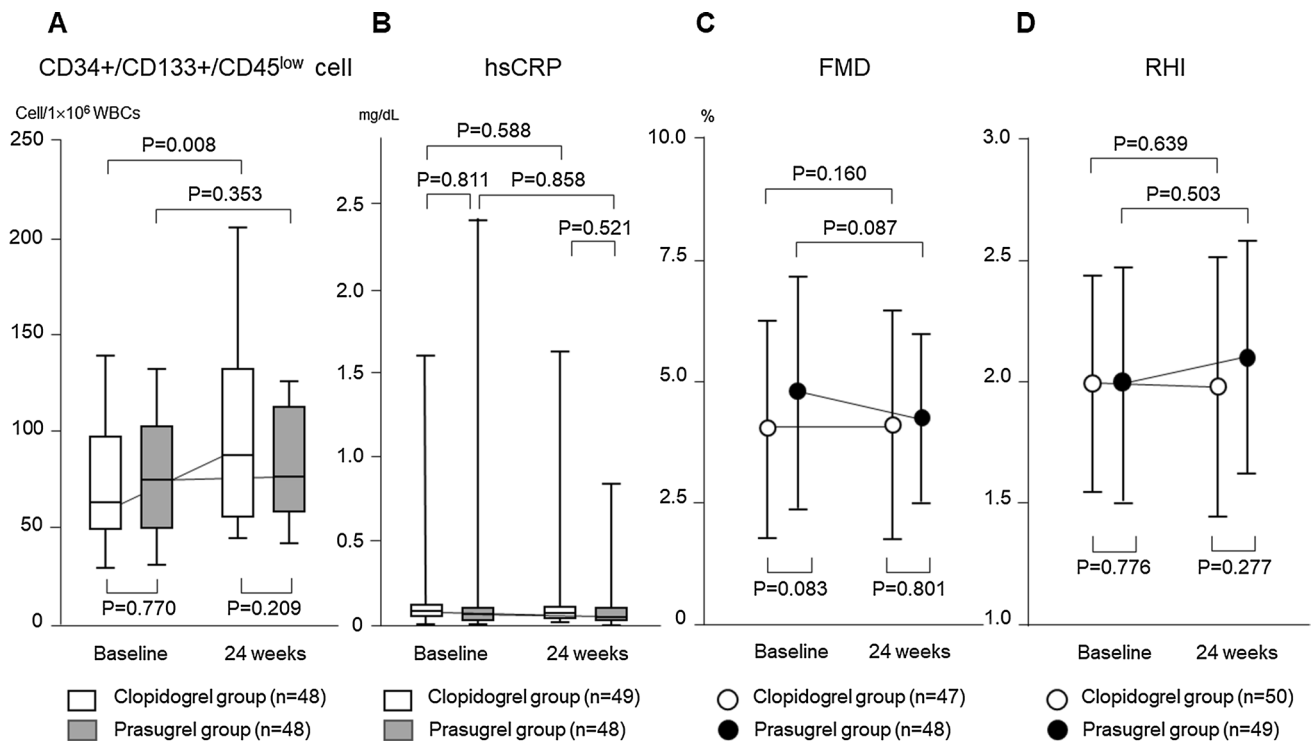 A
CD34+/CD133+/CD45low cell
Cell/1×10⁶ WBCs
250
200
150
100
50
0
P=0.008
P=0.353
P=0.770
P=0.209
Baseline
24 weeks
Clopidogrel group (n=48)
Prasugrel group (n=48)
B
hsCRP
mg/dL
2.5
2.0
1.5
1.0
0.5
0
P=0.588
P=0.811
P=0.858
P=0.521
Baseline
24 weeks
Clopidogrel group (n=49)
Prasugrel group (n=48)
C
FMD
%
10.0
7.5
5.0
2.5
0
P=0.160
P=0.087
P=0.083
P=0.801
Baseline
24 weeks
Clopidogrel group (n=47)
Prasugrel group (n=48)
D
RHI
3.0
2.5
2.0
1.5
1.0
P=0.639
P=0.503
P=0.776
P=0.277
Baseline
24 weeks
Clopidogrel group (n=50)
Prasugrel group (n=49)